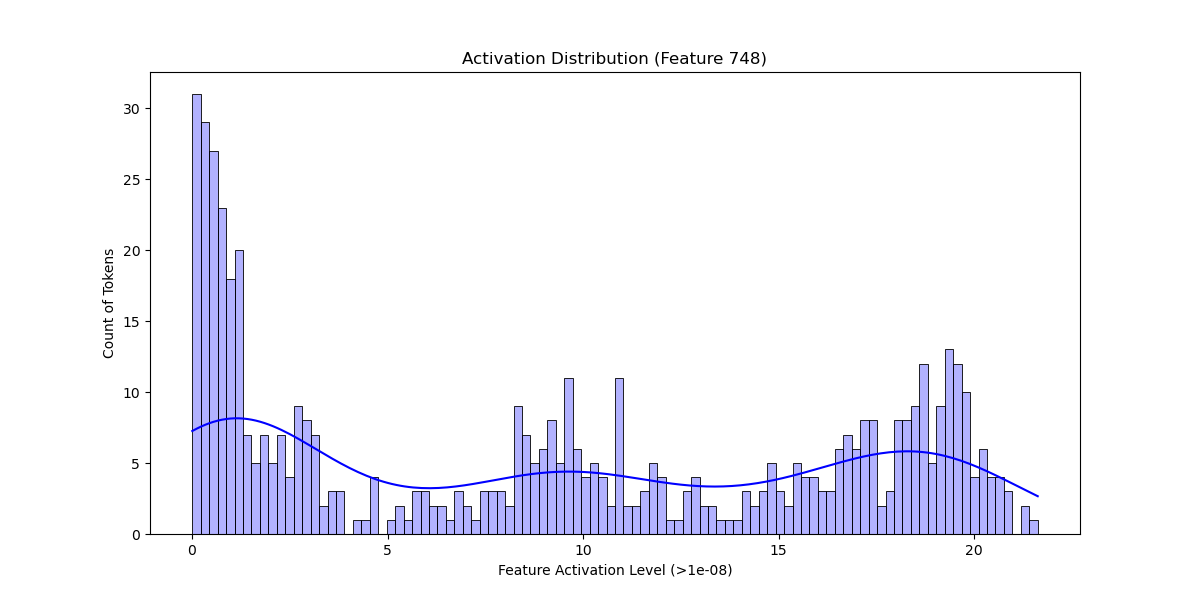 Activation Distribution (Feature 748)
Count of Tokens
30
25
20
15
10
5
0
0 5 10 15 20
Feature Activation Level (>1e-08)